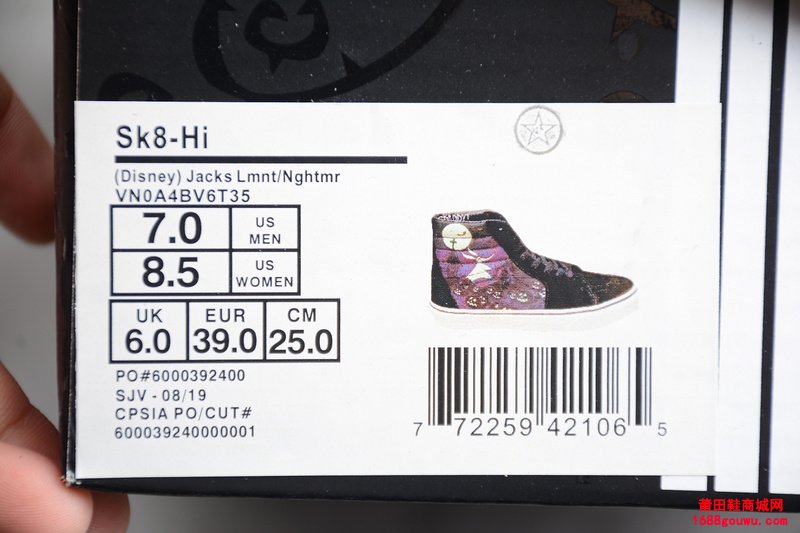 Sk8-Hi
(Disney) Jacks Lmnt/Nghtmr
VN0A4BV6T35
7.0 US MEN
8.5 US WOMEN
UK EUR CM
6.0 39.0 25.0
PO#6000392400
SJV - 08/19
CPSIA PO/CUT#
600039240000001
7 72259 42106 5
莆田鞋商城网
1688gouwu.com